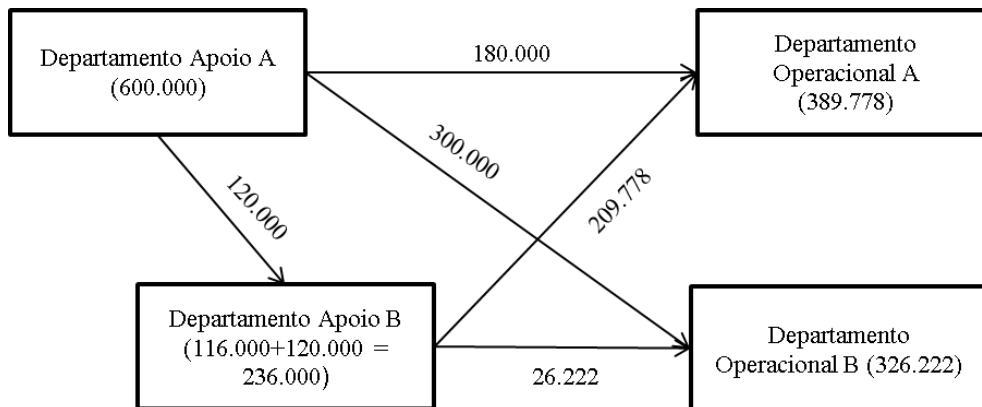 Departamento Apoio A
(600.000)
180.000
Departamento
Operacional A
(389.778)
300.000
209.778
120.000
Departamento Apoio B
(116.000+120.000 =
236.000)
26.222
Departamento
Operacional B (326.222)